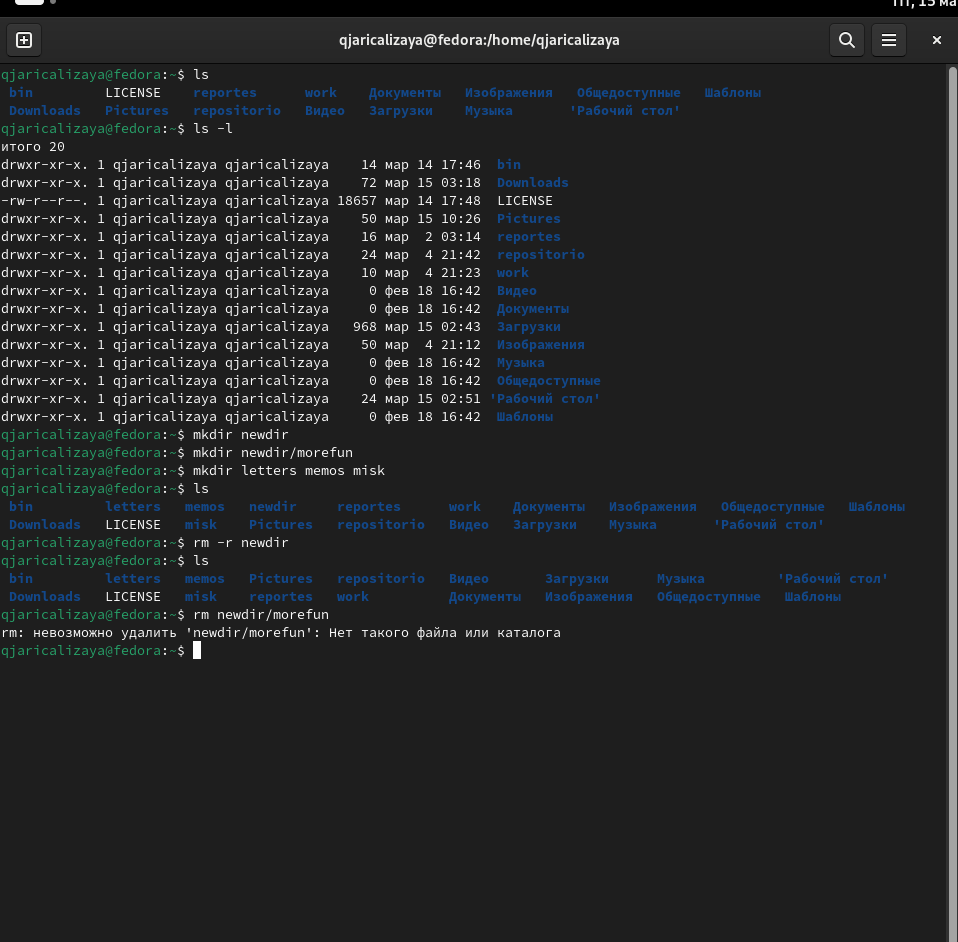 qjaricalizaya@fedora:/home/qjaricalizaya
qjaricalizaya@fedora:~$ ls
bin LICENSE reportes work Документы Изображения Общедоступные Шаблоны
Downloads Pictures repositorio Видео Загрузки Музыка 'Рабочий стол'
qjaricalizaya@fedora:~$ ls -l
итого 20
drwxr-xr-x. 1 qjaricalizaya qjaricalizaya 14 мар 14 17:46 bin
drwxr-xr-x. 1 qjaricalizaya qjaricalizaya 72 мар 15 03:18 Downloads
-rw-r--r--. 1 qjaricalizaya qjaricalizaya 18657 мар 14 17:48 LICENSE
drwxr-xr-x. 1 qjaricalizaya qjaricalizaya 50 мар 15 10:26 Pictures
drwxr-xr-x. 1 qjaricalizaya qjaricalizaya 16 мар 2 03:14 reportes
drwxr-xr-x. 1 qjaricalizaya qjaricalizaya 24 мар 4 21:42 repositorio
drwxr-xr-x. 1 qjaricalizaya qjaricalizaya 10 мар 4 21:23 work
drwxr-xr-x. 1 qjaricalizaya qjaricalizaya 0 фев 18 16:42 Видео
drwxr-xr-x. 1 qjaricalizaya qjaricalizaya 0 фев 18 16:42 Документы
drwxr-xr-x. 1 qjaricalizaya qjaricalizaya 968 мар 15 02:43 Загрузки
drwxr-xr-x. 1 qjaricalizaya qjaricalizaya 50 мар 4 21:12 Изображения
drwxr-xr-x. 1 qjaricalizaya qjaricalizaya 0 фев 18 16:42 Музыка
drwxr-xr-x. 1 qjaricalizaya qjaricalizaya 0 фев 18 16:42 Общедоступные
drwxr-xr-x. 1 qjaricalizaya qjaricalizaya 24 мар 15 02:51 'Рабочий стол'
drwxr-xr-x. 1 qjaricalizaya qjaricalizaya 0 фев 18 16:42 Шаблоны
qjaricalizaya@fedora:~$ mkdir newdir
qjaricalizaya@fedora:~$ mkdir newdir/morefun
qjaricalizaya@fedora:~$ mkdir letters memos misk
qjaricalizaya@fedora:~$ ls
bin letters memos newdir reportes work Документы Изображения Общедоступные Шаблоны
Downloads LICENSE misk Pictures repositorio Видео Загрузки Музыка 'Рабочий стол'
qjaricalizaya@fedora:~$ rm -r newdir
qjaricalizaya@fedora:~$ ls
bin letters memos Pictures repositorio Видео Загрузки Музыка 'Рабочий стол'
Downloads LICENSE misk reportes work Документы Изображения Общедоступные Шаблоны
qjaricalizaya@fedora:~$ rm newdir/morefun
rm: невозможно удалить 'newdir/morefun': Нет такого файла или каталога
qjaricalizaya@fedora:~$